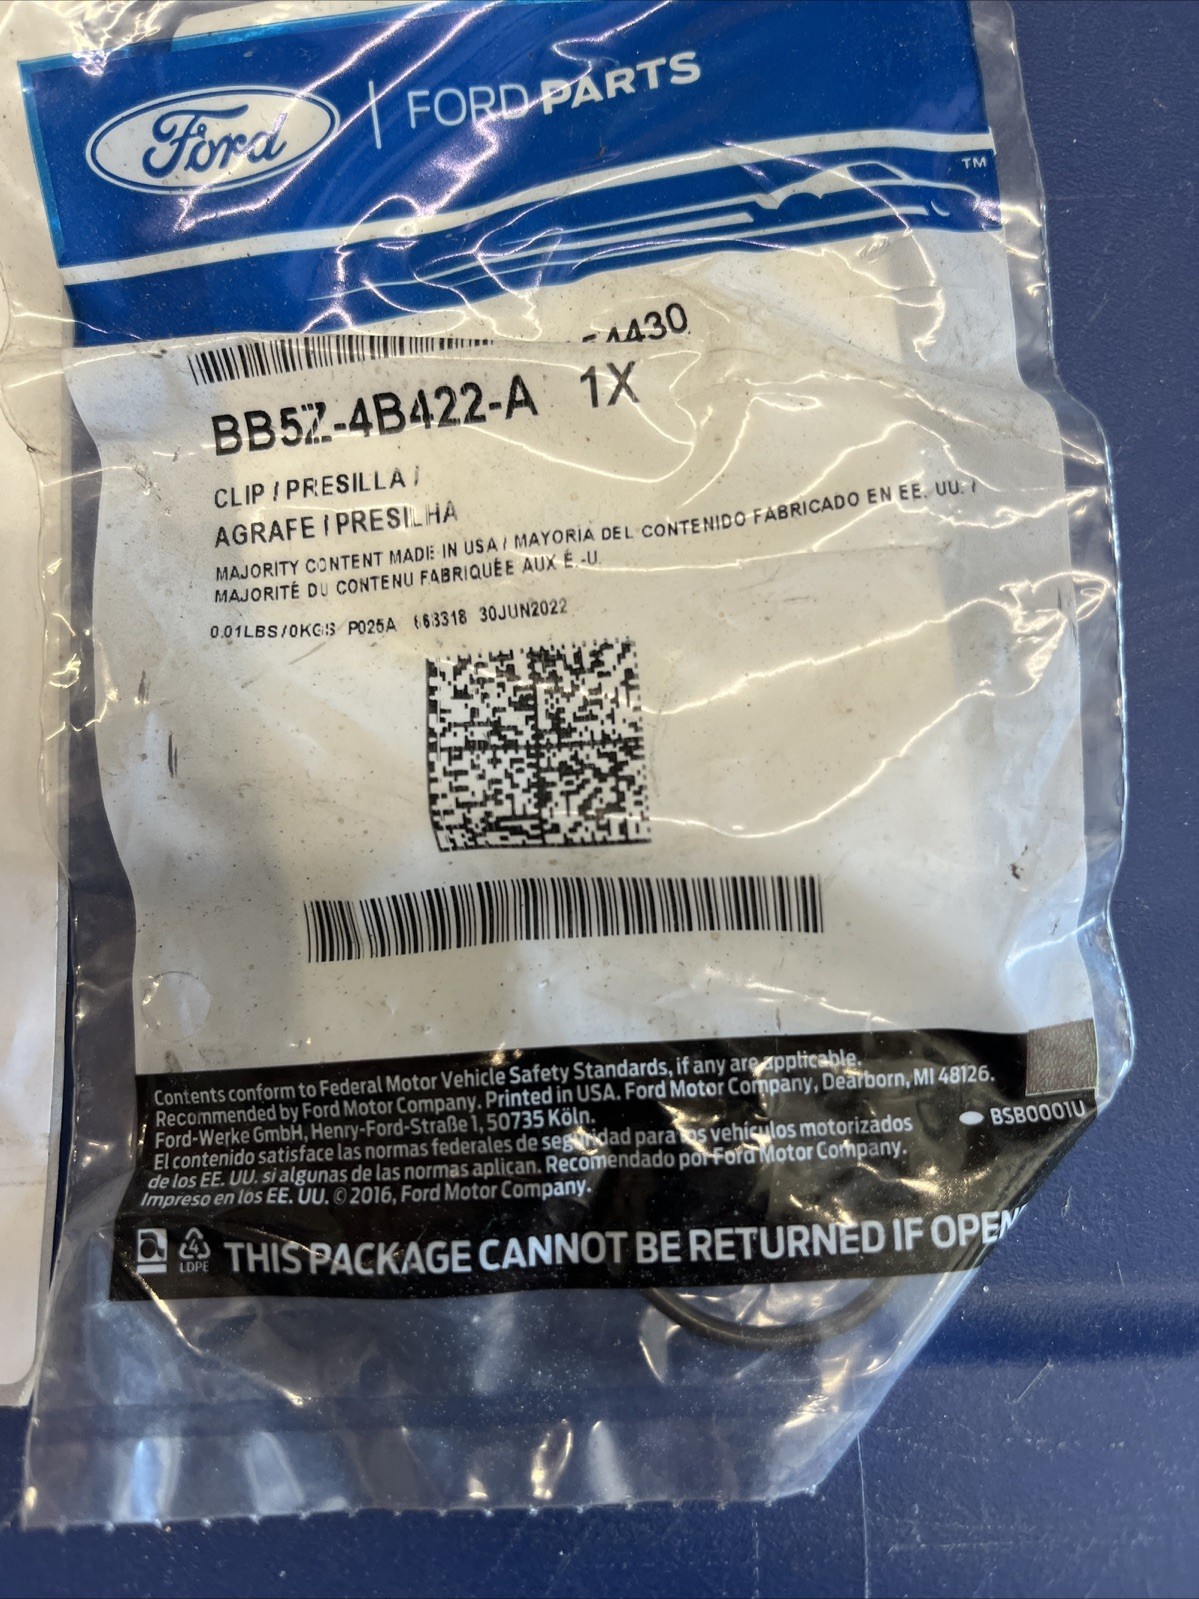 Ford | FORD PARTS
TM
BB5Z-4B422-A 1X
CLIP / PRESILLA /
AGRAFE / PRESILHA
MAJORITY CONTENT MADE IN USA / MAYORÍA DEL CONTENIDO FABRICADO EN EE. UU. /
MAJORITÉ DU CONTENU FABRIQUÉE AUX É.-U.
0.01LBS/0KGS P025A 30JUN2022
Contents conform to Federal Motor Vehicle Safety Standards, if any are applicable.
Recommended by Ford Motor Company. Printed in USA. Ford Motor Company, Dearborn, MI 48126.
Ford-Werke GmbH, Henry-Ford-Straße 1, 50735 Köln.
BSB0001U
El contenido satisface las normas federales de seguridad para los vehículos motorizados
de los EE. UU. si algunas de las normas aplican. Recomendado por Ford Motor Company.
Impreso en los EE. UU. © 2016, Ford Motor Company.
4
LDPE
THIS PACKAGE CANNOT BE RETURNED IF OPEN